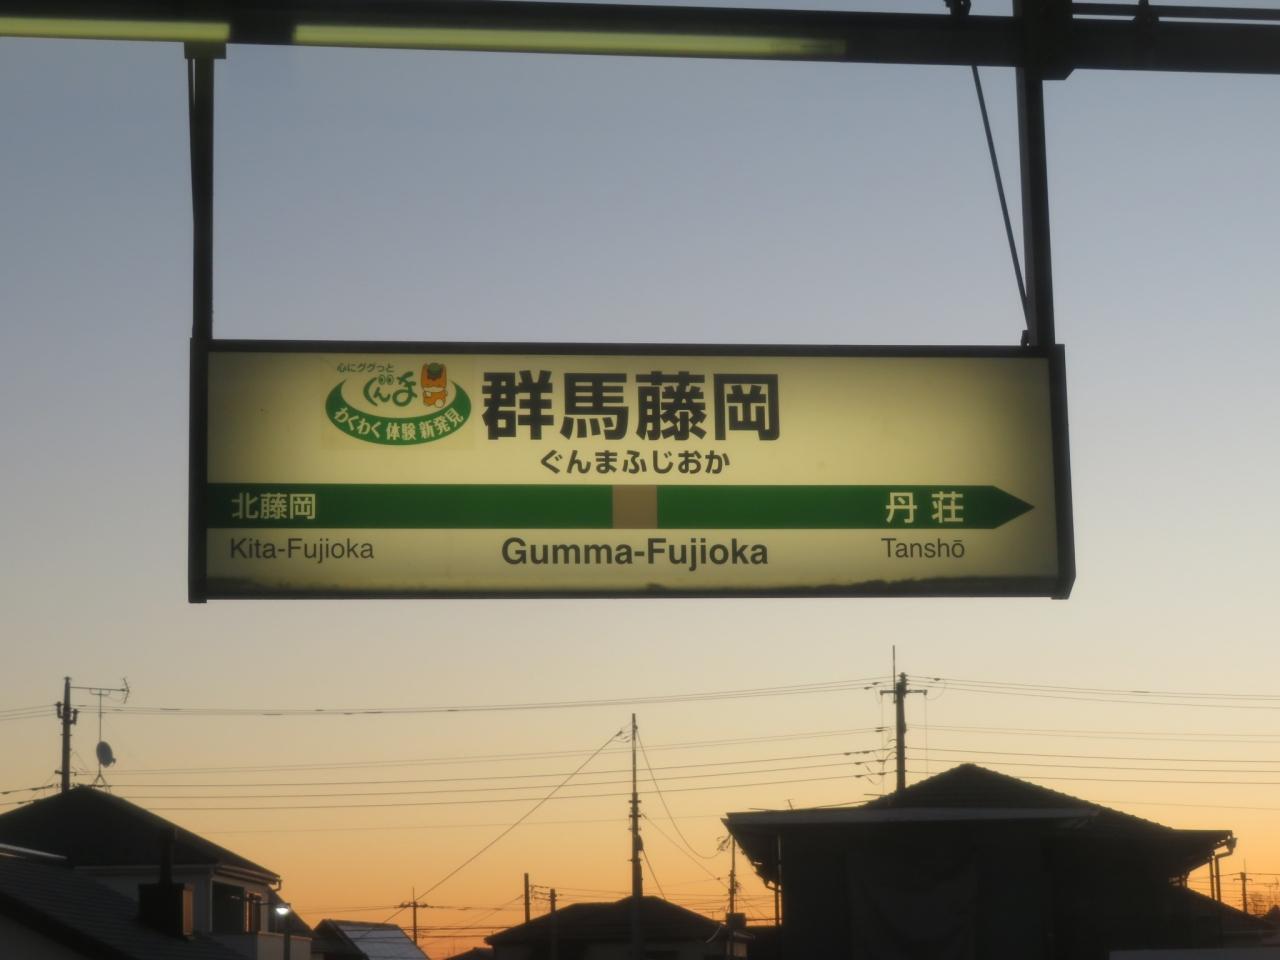 心にググっと
ぐんま
わくわく 体験 新発見
群馬藤岡
ぐんまふじおか
北藤岡
丹荘
Kita-Fujioka
Gumma-Fujioka
Tanshō